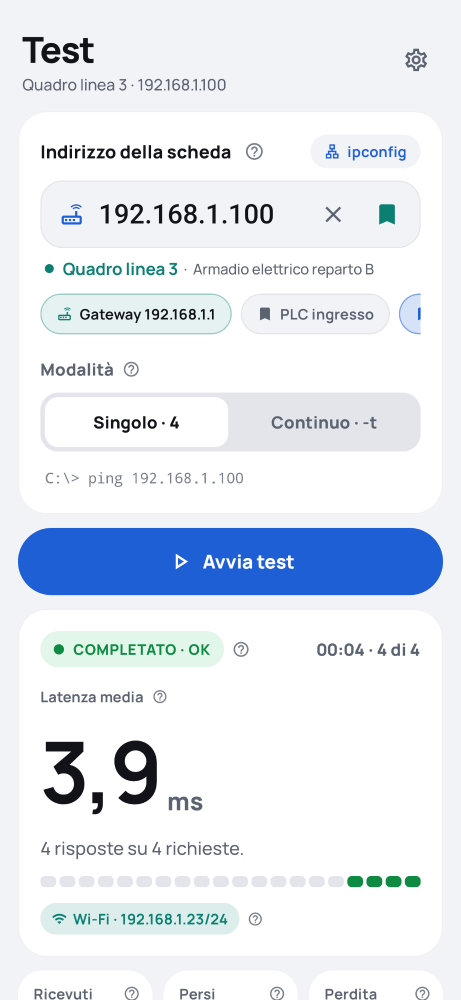 Test
Quadro linea 3 · 192.168.1.100
Indirizzo della scheda
ipconfig
192.168.1.100
Quadro linea 3 · Armadio elettrico reparto B
Gateway 192.168.1.1
PLC ingresso
Modalità
Singolo · 4
Continuo · -t
C:\> ping 192.168.1.100
Avvia test
COMPLETATO · OK
00:04 · 4 di 4
Latenza media
3,9 ms
4 risposte su 4 richieste.
Wi-Fi · 192.168.1.23/24
Ricevuti
Persi
Perdita